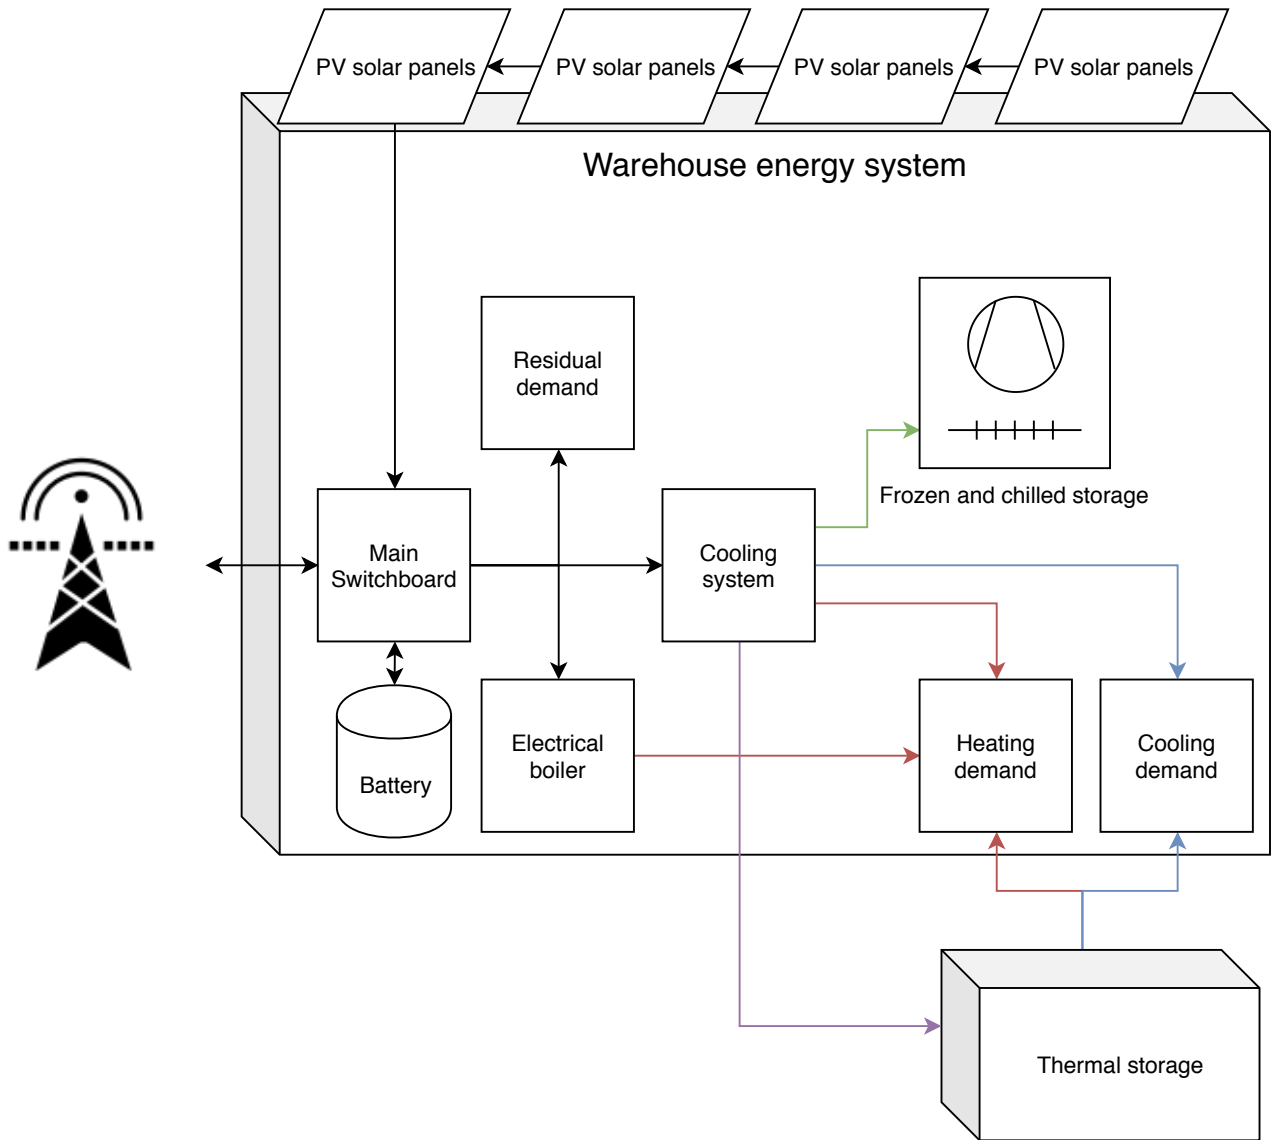 PV solar panels
PV solar panels
PV solar panels
PV solar panels
Warehouse energy system
Residual
demand
Frozen and chilled storage
Main
Switchboard
Cooling
system
Electrical
boiler
Heating
demand
Cooling
demand
Battery
Thermal storage